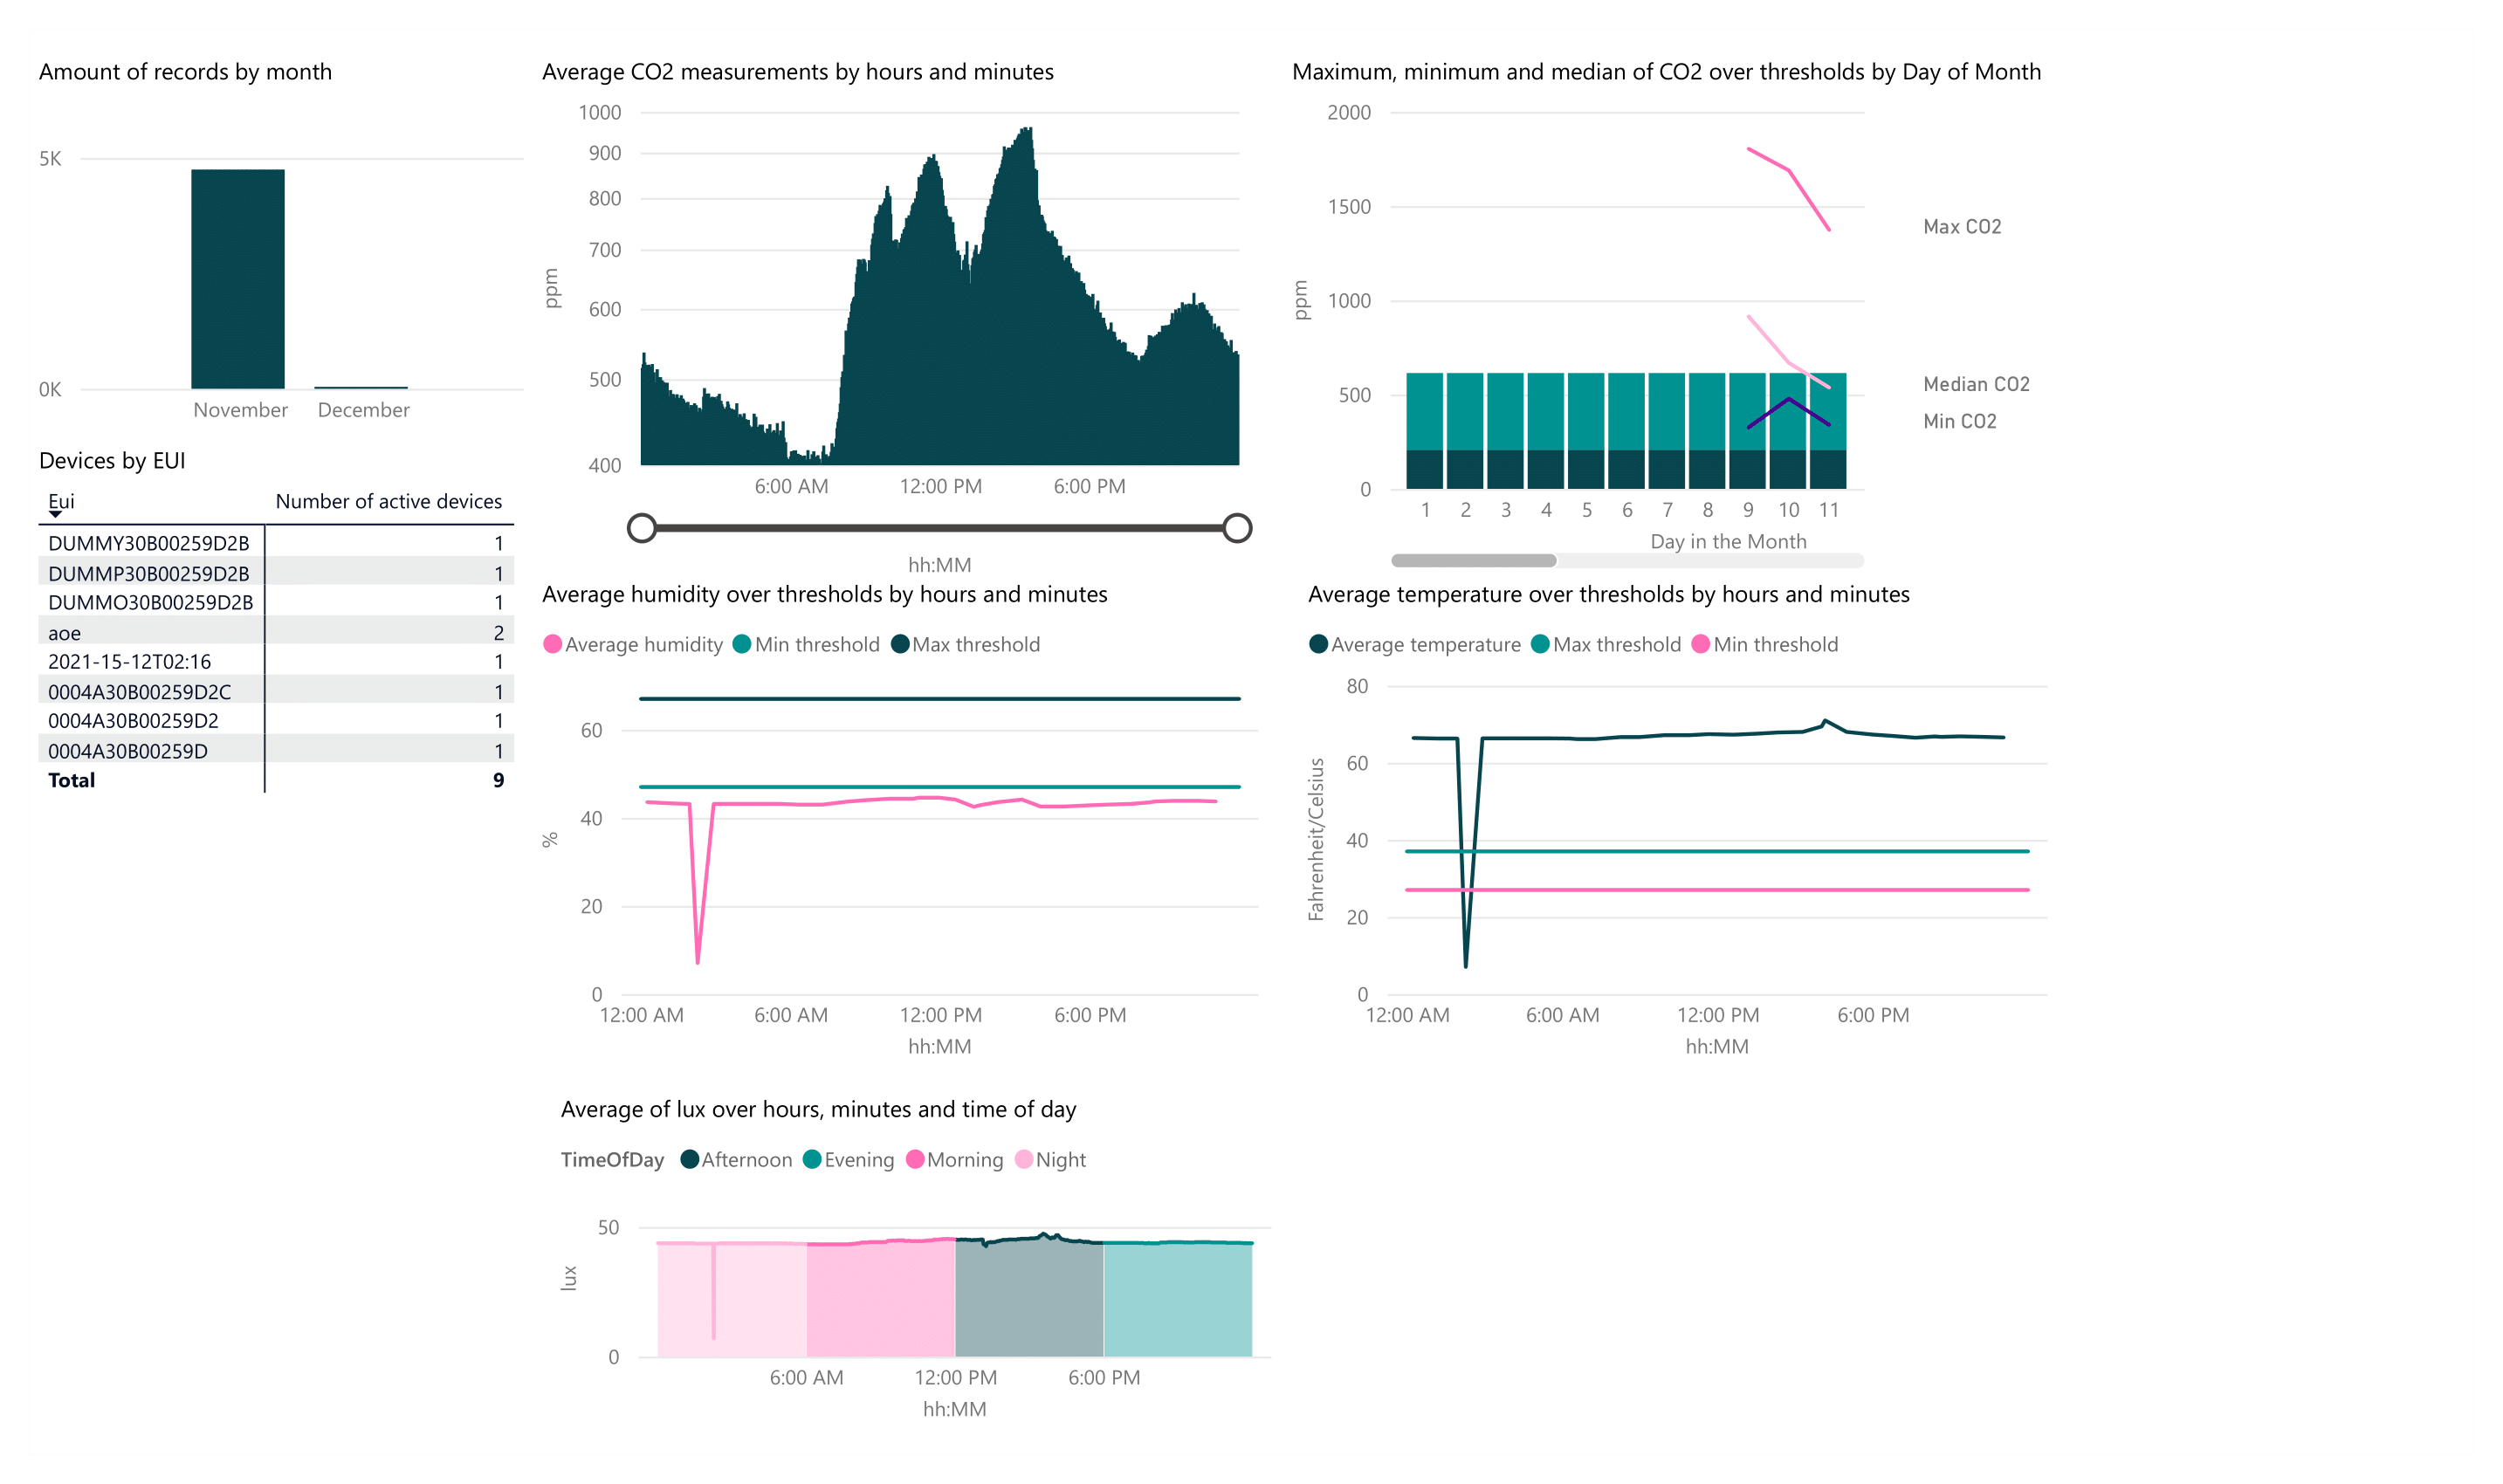 Amount of records by month
5K
0K
November December
Devices by EUI
Eui Number of active devices
DUMMY30B00259D2B 1
DUMMP30B00259D2B 1
DUMMO30B00259D2B 1
aoe 2
2021-15-12T02:16 1
0004A30B00259D2C 1
0004A30B00259D2 1
0004A30B00259D 1
Total 9
Average CO2 measurements by hours and minutes
1000
900
800
700
600
500
400
ppm
6:00 AM 12:00 PM 6:00 PM
hh:MM
Maximum, minimum and median of CO2 over thresholds by Day of Month
2000
1500
1000
500
0
ppm
Max CO2
Median CO2
Min CO2
1 2 3 4 5 6 7 8 9 10 11
Day in the Month
Average humidity over thresholds by hours and minutes
Average humidity Min threshold Max threshold
60
40
20
0
%
12:00 AM 6:00 AM 12:00 PM 6:00 PM
hh:MM
Average temperature over thresholds by hours and minutes
Average temperature Max threshold Min threshold
80
60
40
20
0
Fahrenheit/Celsius
12:00 AM 6:00 AM 12:00 PM 6:00 PM
hh:MM
Average of lux over hours, minutes and time of day
TimeOfDay Afternoon Evening Morning Night
50
0
lux
6:00 AM 12:00 PM 6:00 PM
hh:MM